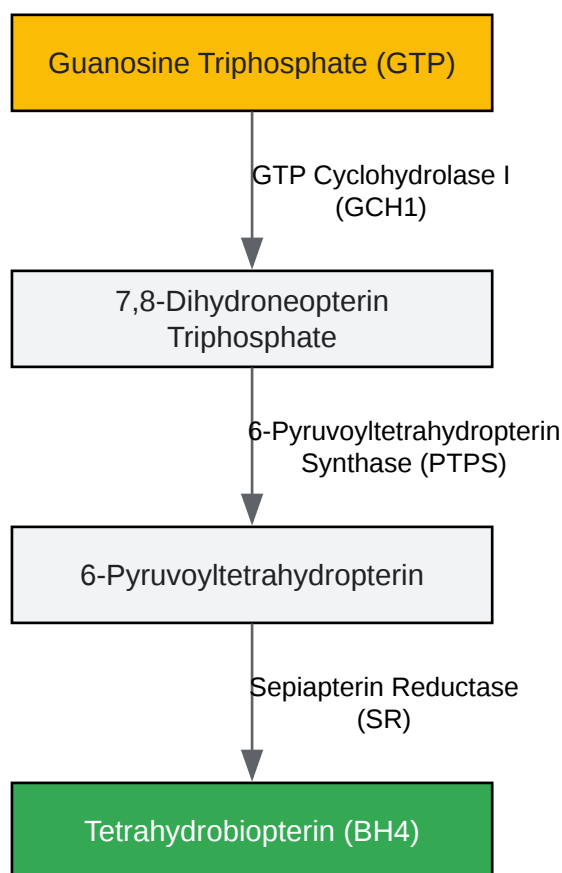 Guanosine Triphosphate (GTP)
GTP Cyclohydrolase I
(GCH1)
7,8-Dihydroneopterin
Triphosphate
6-Pyruvoyltetrahydropterin
Synthase (PTPS)
6-Pyruvoyltetrahydropterin
Sepiapterin Reductase
(SR)
Tetrahydrobiopterin (BH4)